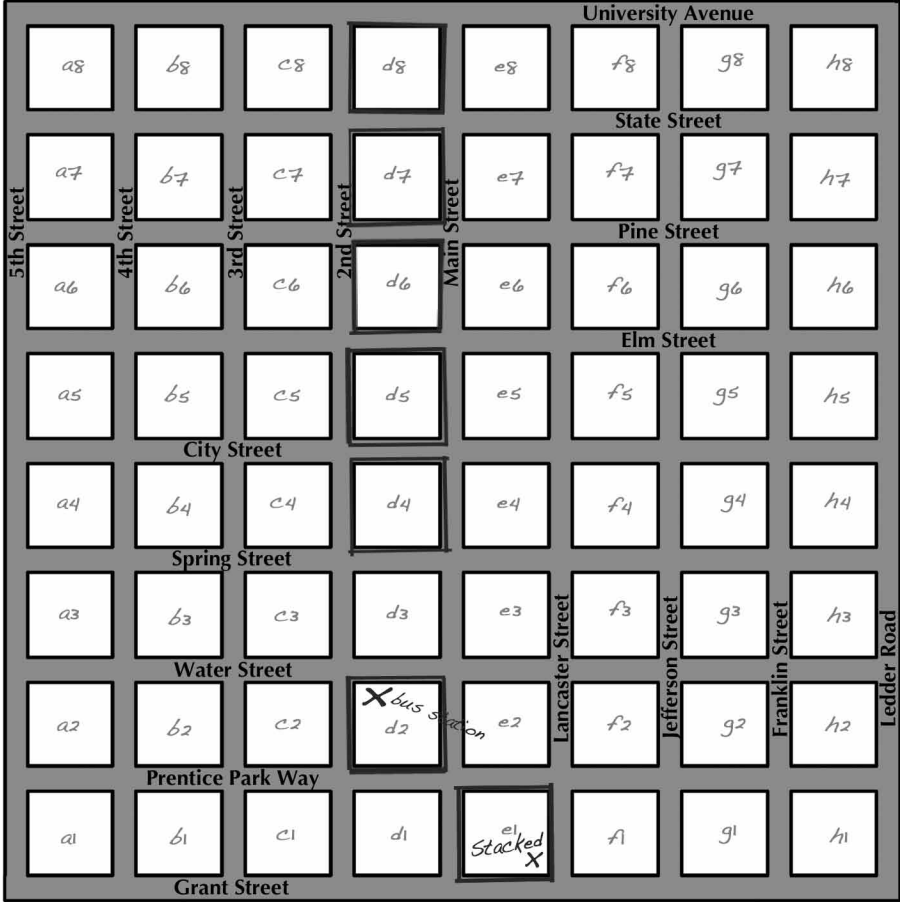 University Avenue
a8 b8 c8 d8 e8 f8 g8 h8
State Street
a7 b7 c7 d7 e7 f7 g7 h7
5th Street 4th Street 3rd Street 2nd Street Main Street
Pine Street
a6 b6 c6 d6 e6 f6 g6 h6
Elm Street
a5 b5 c5 d5 e5 f5 g5 h5
City Street
a4 b4 c4 d4 e4 f4 g4 h4
Spring Street
a3 b3 c3 d3 e3 f3 g3 h3
Lancaster Street Jefferson Street Franklin Street Ledder Road
Water Street
X bus station
a2 b2 c2 d2 e2 f2 g2 h2
Prentice Park Way
a1 b1 c1 d1 e1 f1 g1 h1
Stacked
X
Grant Street